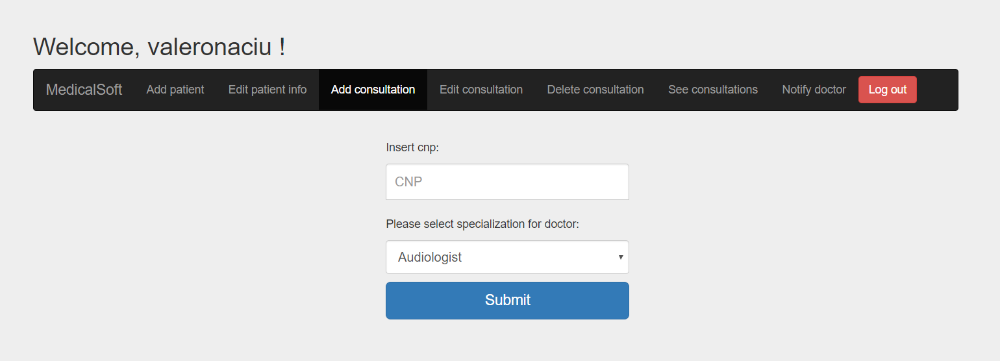 Welcome, valeronaciu !
MedicalSoft Add patient Edit patient info Add consultation Edit consultation Delete consultation See consultations Notify doctor Log out
Insert cnp:
CNP
Please select specialization for doctor:
Audiologist
Submit